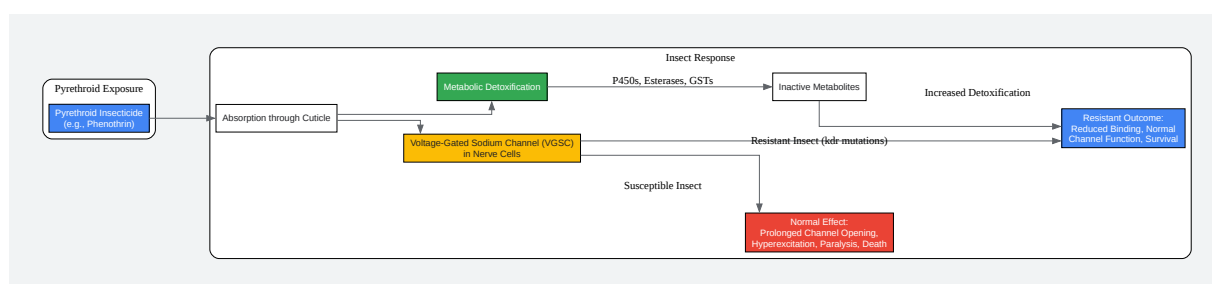 Insect Response
Pyrethroid Exposure
Pyrethroid Insecticide
(e.g., Phenothrin)
Absorption through Cuticle
Metabolic Detoxification
P450s, Esterases, GSTs
Inactive Metabolites
Increased Detoxification
Voltage-Gated Sodium Channel (VGSC)
in Nerve Cells
Resistant Insect (kdr mutations)
Resistant Outcome:
Reduced Binding, Normal
Channel Function, Survival
Susceptible Insect
Normal Effect:
Prolonged Channel Opening,
Hyperexcitation, Paralysis, Death